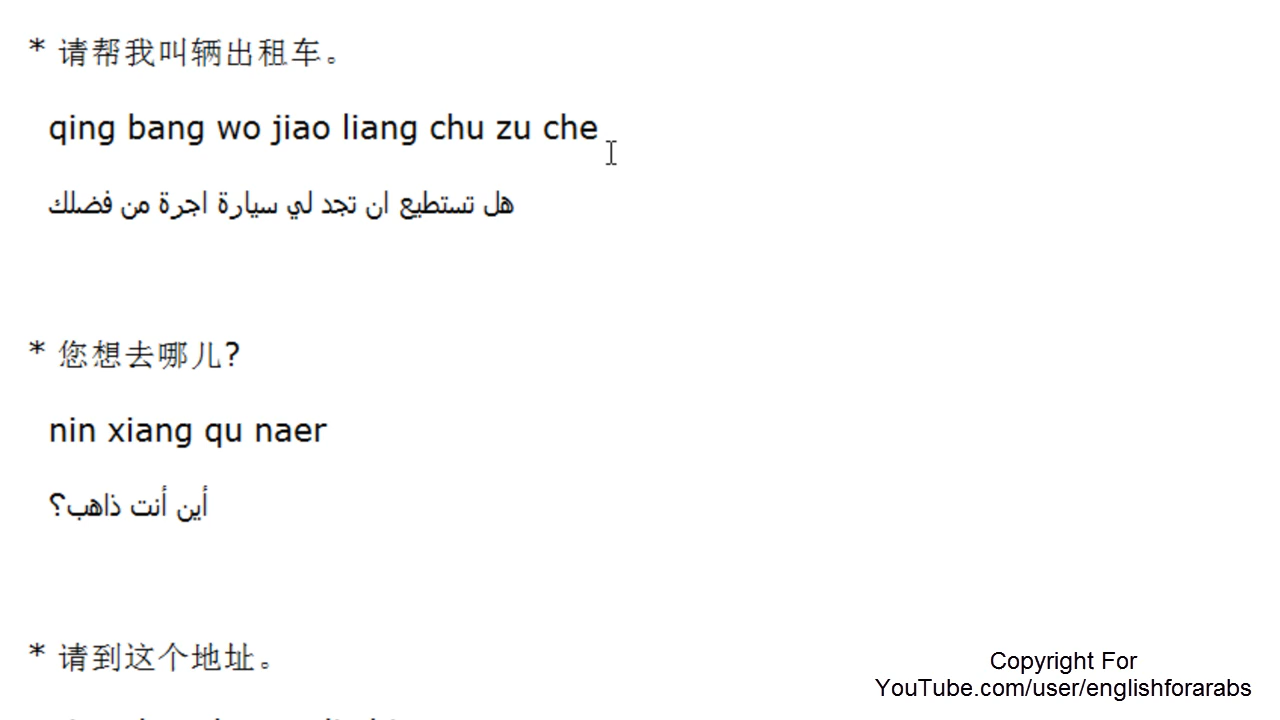 * 请帮我叫辆出租车。
qing bang wo jiao liang chu zu che
هل تستطيع ان تجد لي سيارة اجرة من فضلك
* 您想去哪儿?
nin xiang qu naer
أين أنت ذاهب؟
* 请到这个地址。
Copyright For
YouTube.com/user/englishforarabs